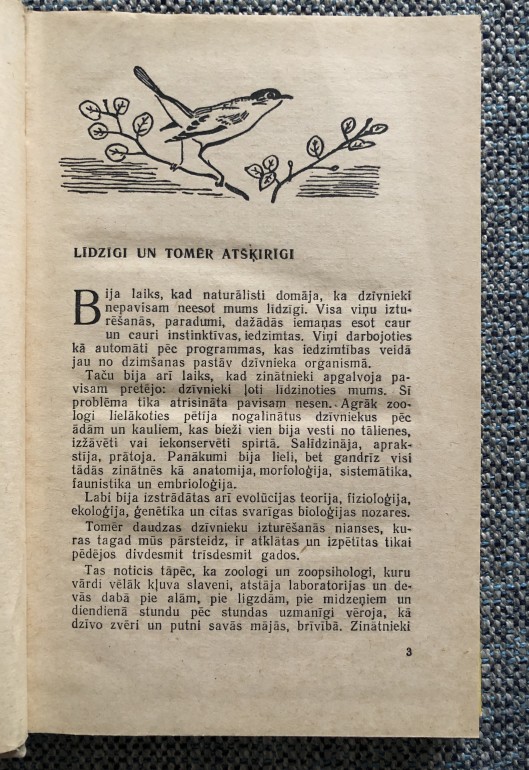 LĪDZĪGI UN TOMĒR ATŠĶIRĪGI
Bija laiks, kad naturālisti domāja, ka dzīvnieki
nepavisam neesot mums līdzīgi. Visa viņu iztu-
rēšanās, paradumi, dažādās iemaņas esot caur
un cauri instinktīvas, iedzimtas. Viņi darbojoties
kā automāti pēc programmas, kas iedzimtības veidā
jau no dzimšanas pastāv dzīvnieka organismā.
Taču bija arī laiks, kad zinātnieki apgalvoja pa-
visam pretējo: dzīvnieki ļoti līdzinoties mums. Šī
problēma tika atrisināta pavisam nesen. Agrāk zoo-
logi lielākoties pētīja nogalinātus dzīvniekus pēc
ādām un kauliem, kas bieži vien bija vesti no tālienes,
izžāvēti vai iekonservēti spirtā. Salīdzināja, aprak-
stīja, prātoja. Panākumi bija lieli, bet gandrīz visi
tādās zinātnēs kā anatomija, morfoloģija, sistemātika,
faunistika un embrioloģija.
Labi bija izstrādātas arī evolūcijas teorija, fizioloģija,
ekoloģija, ģenētika un citas svarīgas bioloģijas nozares.
Tomēr daudzas dzīvnieku izturēšanās nianses, ku-
ras tagad mūs pārsteidz, ir atklātas un izpētītas tikai
pēdējos divdesmit trīsdesmit gados.
Tas noticis tāpēc, ka zoologi un zoopsihologi, kuru
vārdi vēlāk kļuva slaveni, atstāja laboratorijas un de-
vās dabā pie alām, pie ligzdām, pie midzeņiem un
diendienā stundu pēc stundas uzmanīgi vēroja, kā
dzīvo zvēri un putni savās mājās, brīvībā. Zinātnieki
3